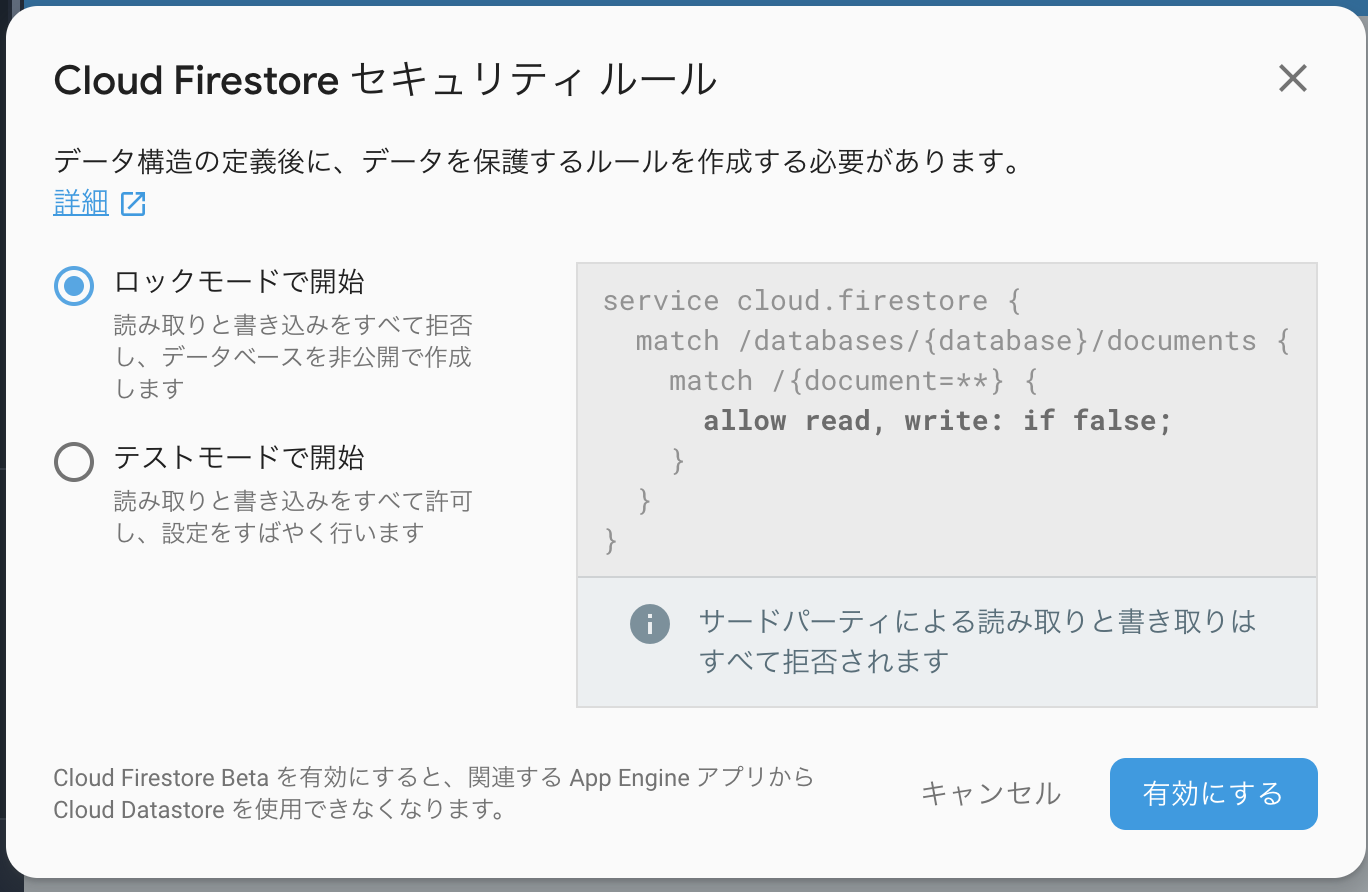 Cloud Firestore セキュリティ ルール
データ構造の定義後に、データを保護するルールを作成する必要があります。
詳細
ロックモードで開始
読み取りと書き込みをすべて拒否
し、データベースを非公開で作成
します
テストモードで開始
読み取りと書き込みをすべて許可
し、設定をすばやく行います
service cloud.firestore {
  match /databases/{database}/documents {
    match /{document=**} {
      allow read, write: if false;
    }
  }
}
サードパーティによる読み取りと書き取りは
すべて拒否されます
Cloud Firestore Beta を有効にすると、関連する App Engine アプリから
Cloud Datastore を使用できなくなります。
キャンセル
有効にする